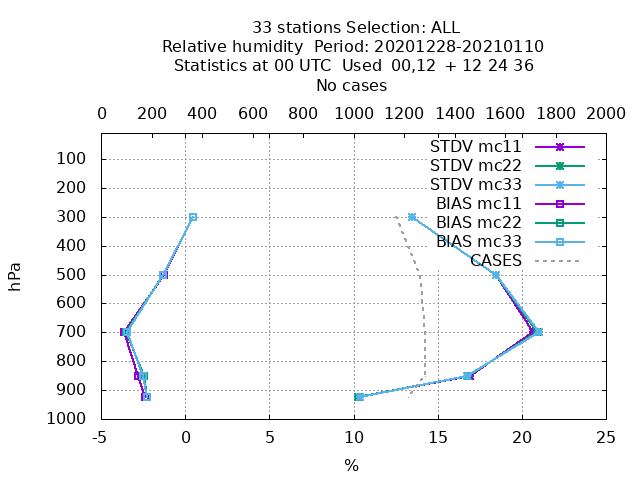 33 stations Selection: ALL
Relative humidity  Period: 20201228-20210110
Statistics at 00 UTC  Used  00,12  + 12 24 36
No cases
0 200 400 600 800 1000 1200 1400 1600 1800 2000
STDV mc11
STDV mc22
STDV mc33
BIAS mc11
BIAS mc22
BIAS mc33
CASES
100
200
300
400
500
600
700
800
900
1000
hPa
-5 0 5 10 15 20 25
%